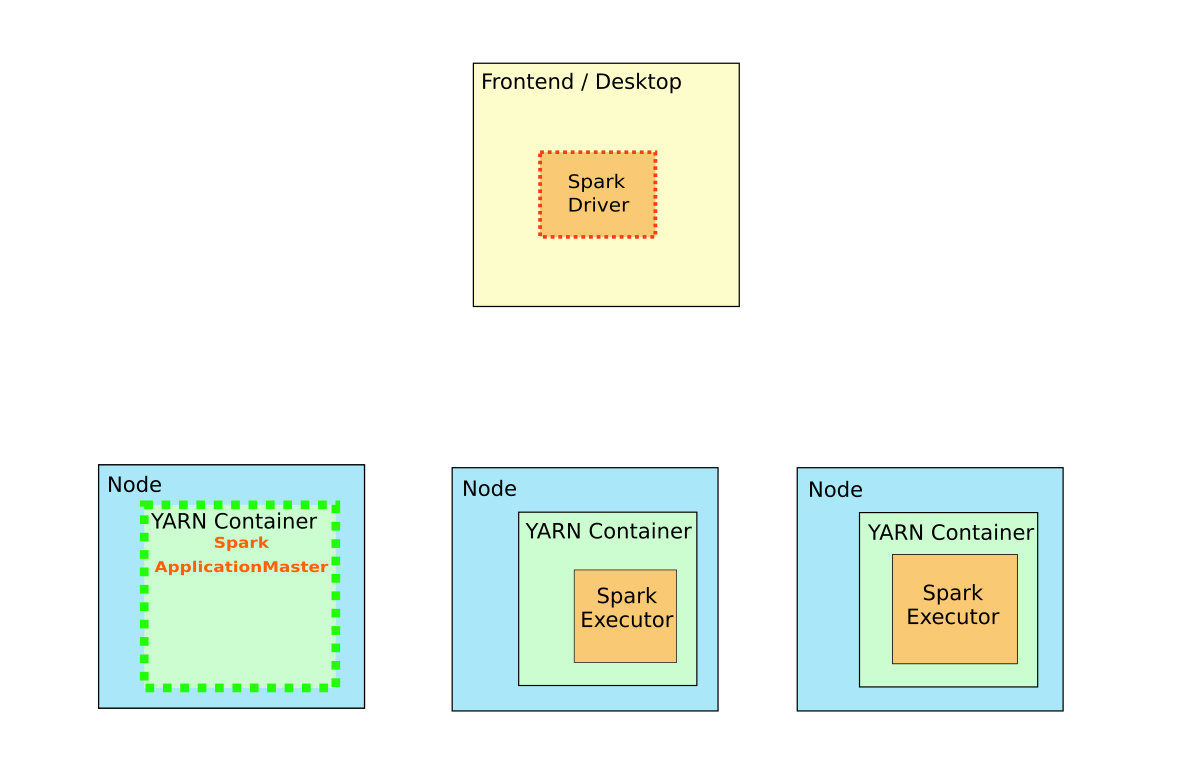 Frontend / Desktop
Spark
Driver
Node
YARN Container
Spark
ApplicationMaster
Node
YARN Container
Spark
Executor
Node
YARN Container
Spark
Executor